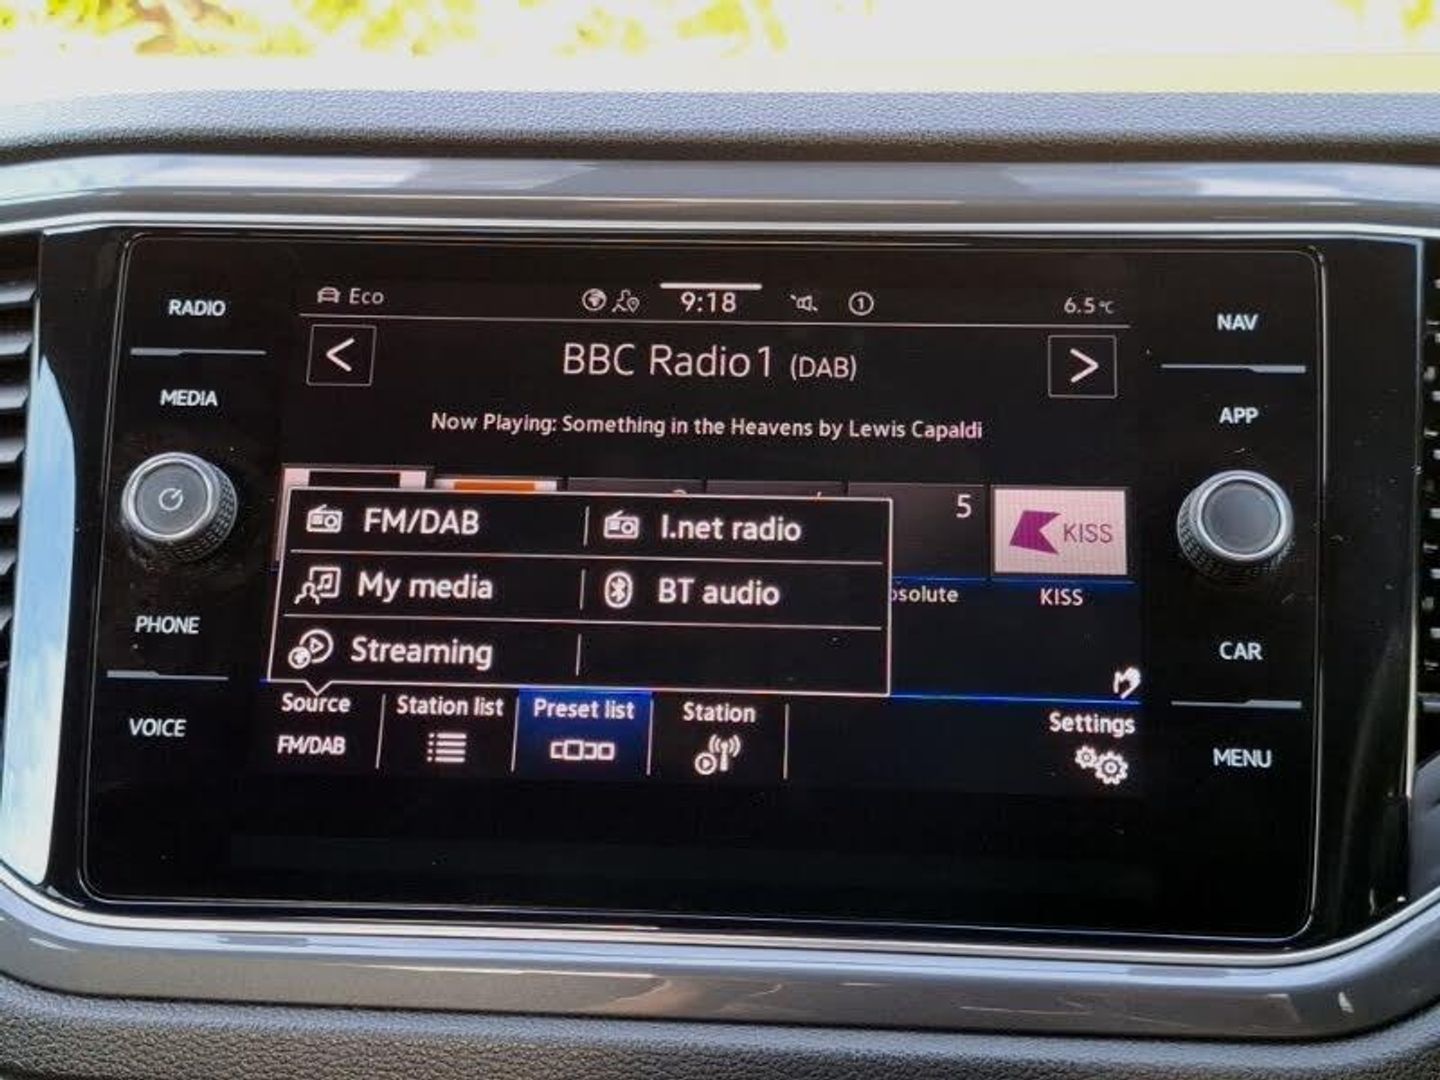 RADIO
MEDIA
PHONE
VOICE
Eco
9:18
1
6.5°C
BBC Radio 1 (DAB)
Now Playing: Something in the Heavens by Lewis Capaldi
FM/DAB
I.net radio
My media
BT audio
Streaming
5
KISS
KISS
Source
FM/DAB
Station list
Preset list
Station
Settings
NAV
APP
CAR
MENU